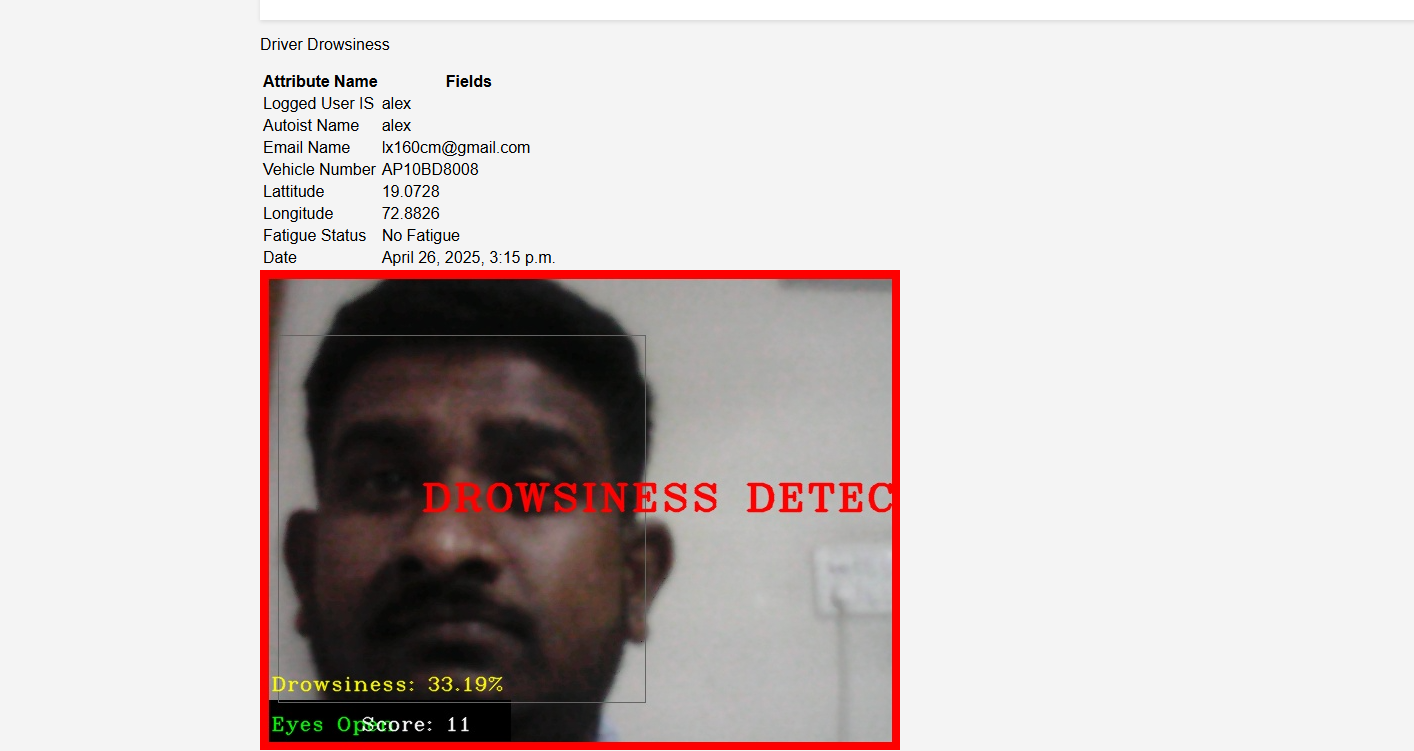 Driver Drowsiness
Attribute Name Fields
Logged User IS alex
Autoist Name alex
Email Name lx160cm@gmail.com
Vehicle Number AP10BD8008
Lattitude 19.0728
Longitude 72.8826
Fatigue Status No Fatigue
Date April 26, 2025, 3:15 p.m.
DROWSINESS DETEC
Drowsiness: 33.19%
Eyes Open Score: 11